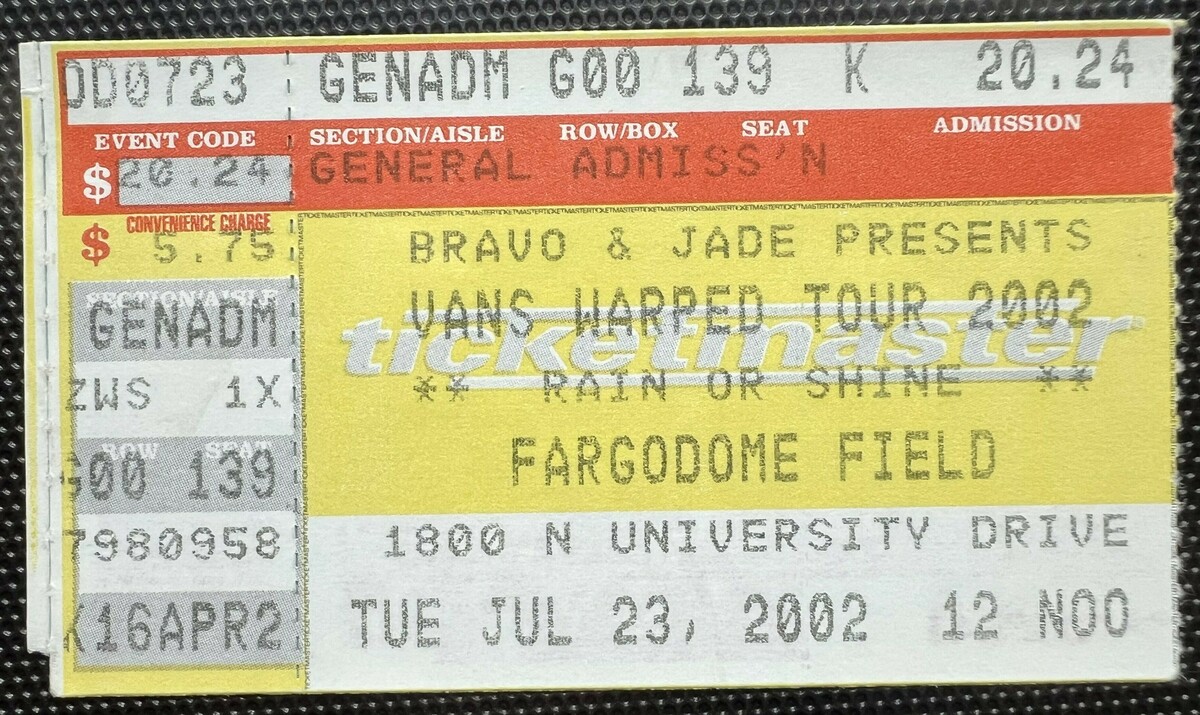 OD0723 GENADM G00 139 K 20.24
EVENT CODE SECTION/AISLE ROW/BOX SEAT ADMISSION
$ 20.24 GENERAL ADMISS'N
CONVENIENCE CHARGE
$ 5.75
BRAVO & JADE PRESENTS
SECTION/AISLE
GENADM
VANS WARPED TOUR 2002
ticketmaster
ZWS 1X
** RAIN OR SHINE **
ROW SEAT
G00 139
FARGODOME FIELD
7980958
1800 N UNIVERSITY DRIVE
X16APR2
TUE JUL 23, 2002 12 NOO